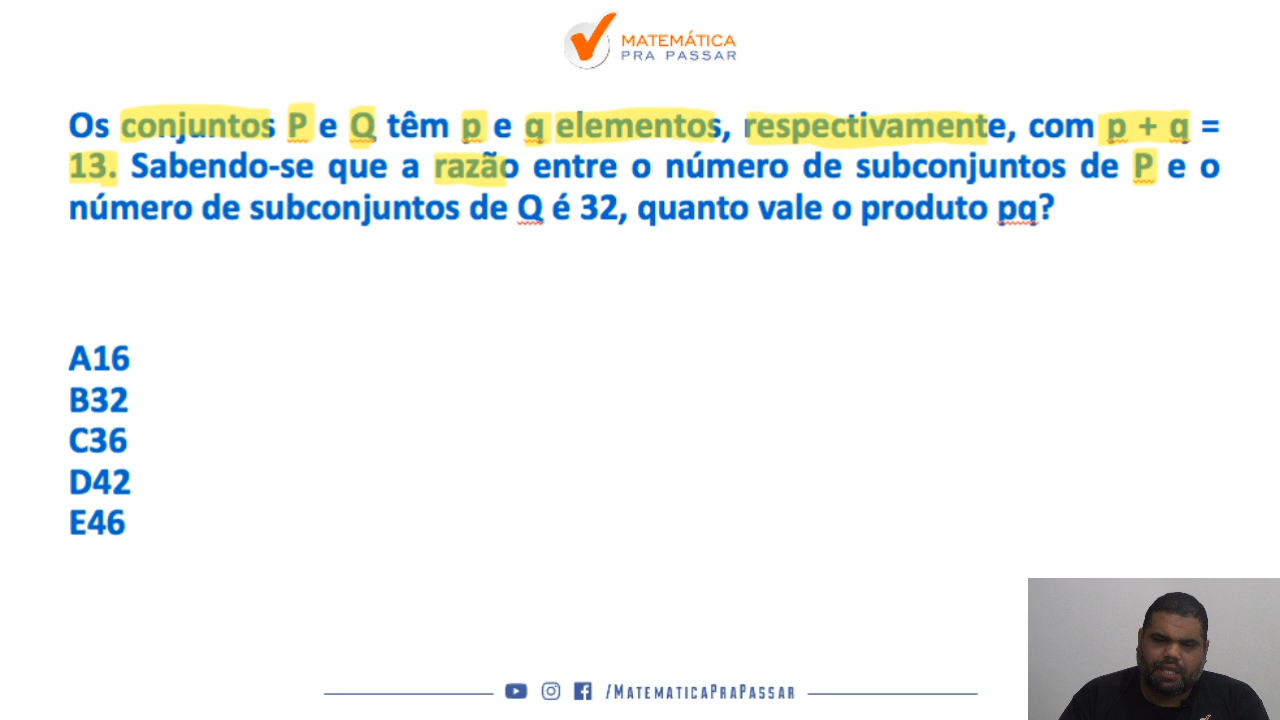 MATEMÁTICA
PRA PASSAR
Os conjuntos P e Q têm p e q elementos, respectivamente, com p + q =
13. Sabendo-se que a razão entre o número de subconjuntos de P e o
número de subconjuntos de Q é 32, quanto vale o produto pq?
A16
B32
C36
D42
E46
/MATEMATICAPRAPASSAR